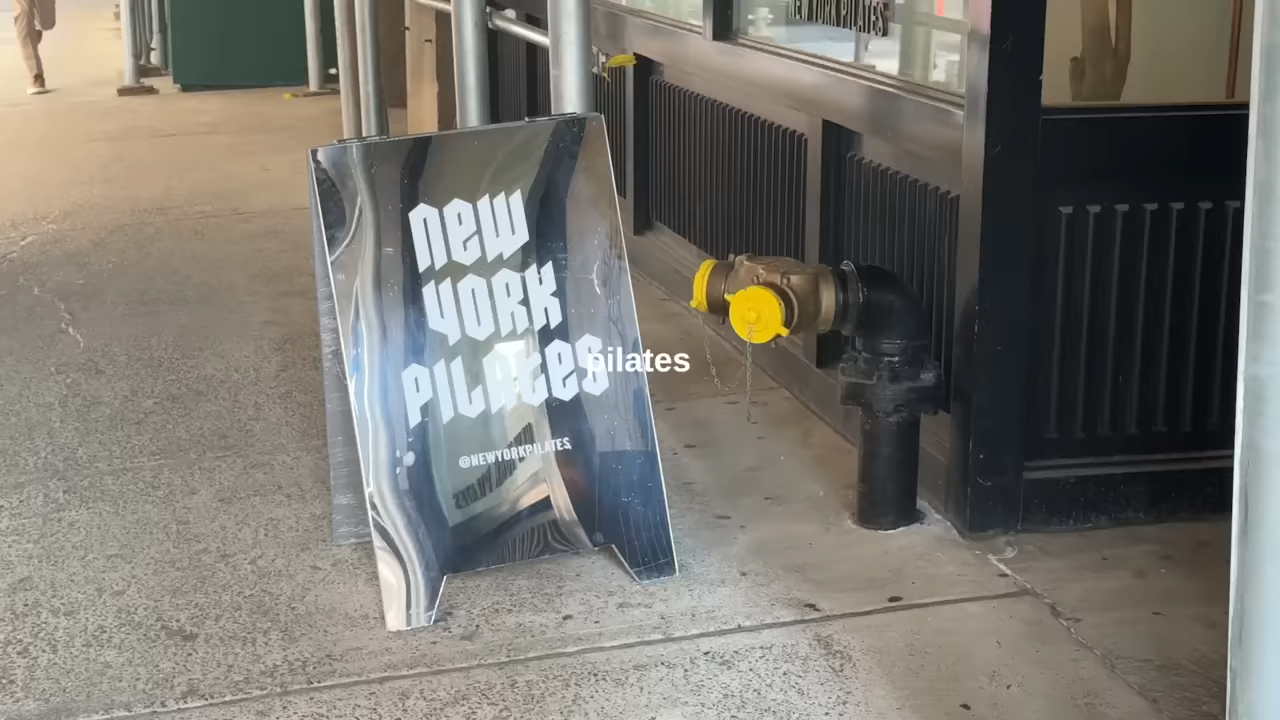 NEW YORK PILATES
NEW
YORK
PILATES
pilates
@NEWYORKPILATES